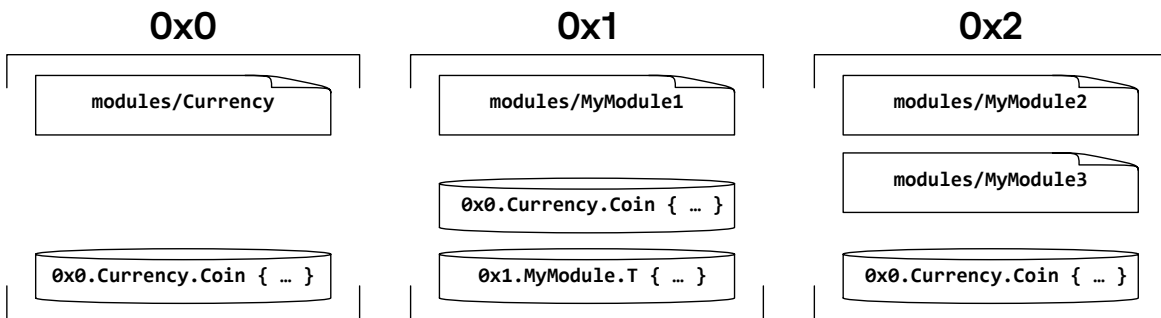 0x0
modules/Currency
0x0.Currency.Coin { … }
0x1
modules/MyModule1
0x0.Currency.Coin { … }
0x1.MyModule.T { … }
0x2
modules/MyModule2
modules/MyModule3
0x0.Currency.Coin { … }